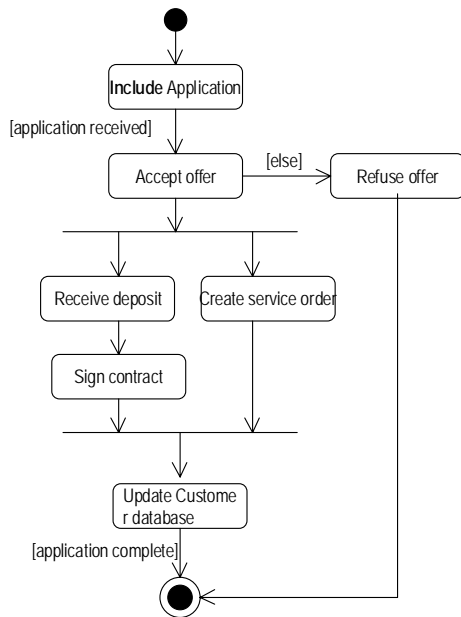 Include Application
[application received]
[else]
Accept offer
Refuse offer
Receive deposit
Create service order
Sign contract
Update Custome
r database
[application complete]